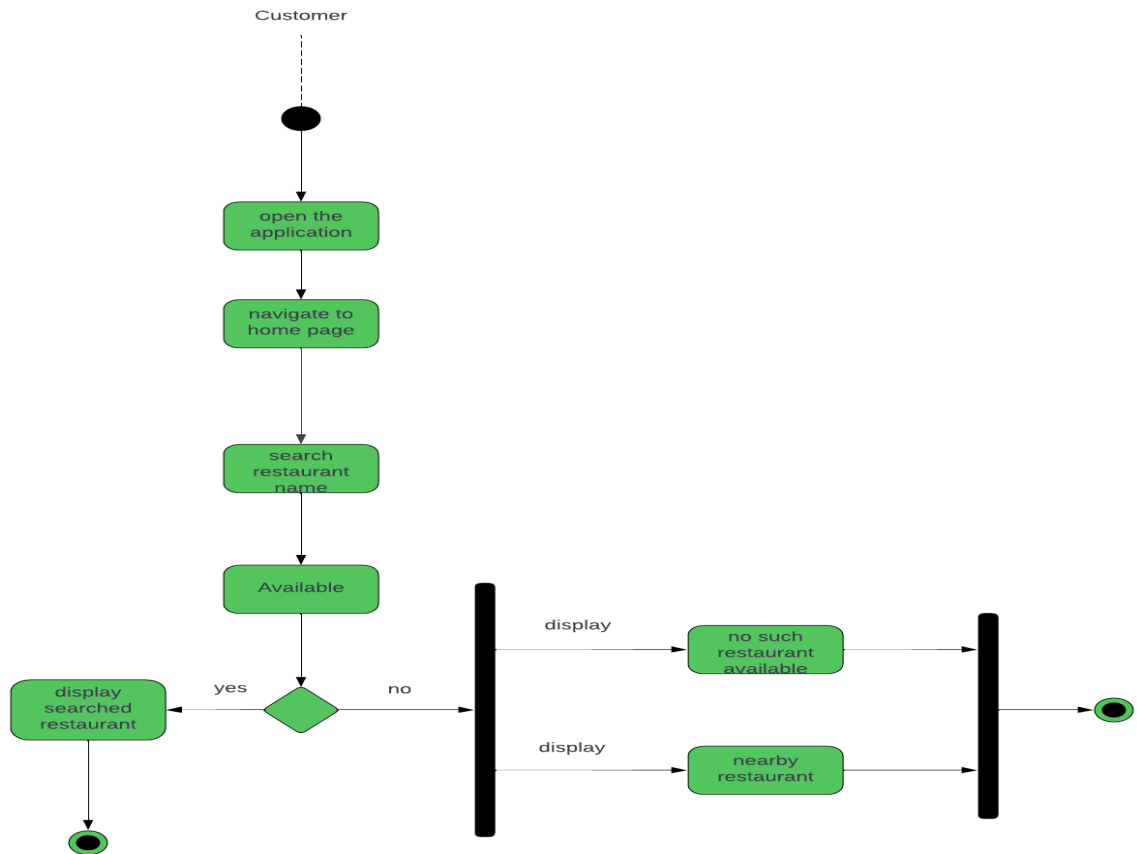 Customer
open the
application
navigate to
home page
search
restaurant
name
Available
display
no such
restaurant
available
yes
no
display
searched
restaurant
display
nearby
restaurant